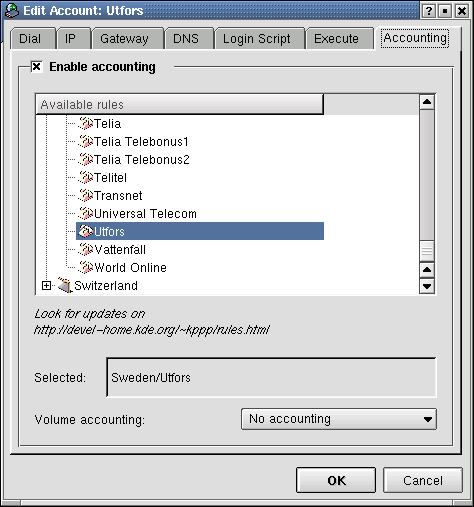 Edit Account: Utfors
Dial IP Gateway DNS Login Script Execute Accounting
Enable accounting
Available rules
Telia
Telia Telebonus1
Telia Telebonus2
Telitel
Transnet
Universal Telecom
Utfors
Vattenfall
World Online
Switzerland
Look for updates on
http://devel-home.kde.org/~kppp/rules.html
Selected: Sweden/Utfors
Volume accounting: No accounting
OK Cancel